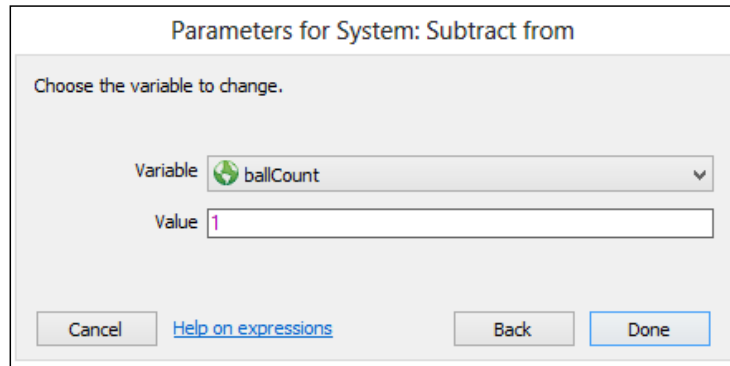 Parameters for System: Subtract from
Choose the variable to change.
Variable ballCount
Value 1
Cancel Help on expressions Back Done